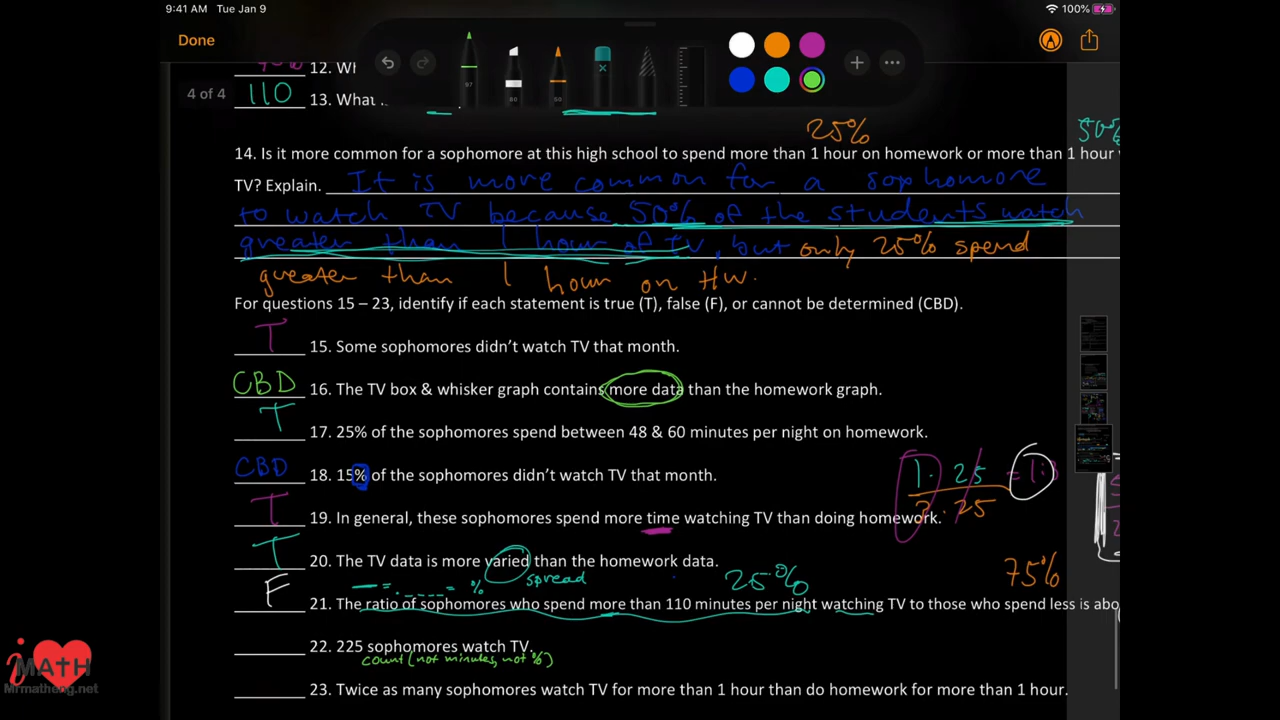 9:41 AM Tue Jan 9
100%
Done
4 of 4
97
12. Wh
110 13. What
25%
50%
14. Is it more common for a sophomore at this high school to spend more than 1 hour on homework or more than 1 hour
TV? Explain. It is more common for a sophomore
to watch TV because 50% of the students watch
greater than 1 hour of TV, but only 25% spend
greater than 1 hour on HW.
For questions 15 – 23, identify if each statement is true (T), false (F), or cannot be determined (CBD).
T 15. Some sophomores didn't watch TV that month.
CBD 16. The TV box & whisker graph contains more data than the homework graph.
T 17. 25% of the sophomores spend between 48 & 60 minutes per night on homework.
CBD 18. 15% of the sophomores didn't watch TV that month.
1 · 25 = 1:3
3 · 25
T 19. In general, these sophomores spend more time watching TV than doing homework.
T 20. The TV data is more varied than the homework data.
= . = % spread 25% 75%
F 21. The ratio of sophomores who spend more than 110 minutes per night watching TV to those who spend less is abo
22. 225 sophomores watch TV.
count (not minutes, not %)
23. Twice as many sophomores watch TV for more than 1 hour than do homework for more than 1 hour.
iMATH
Mrmatheng.net